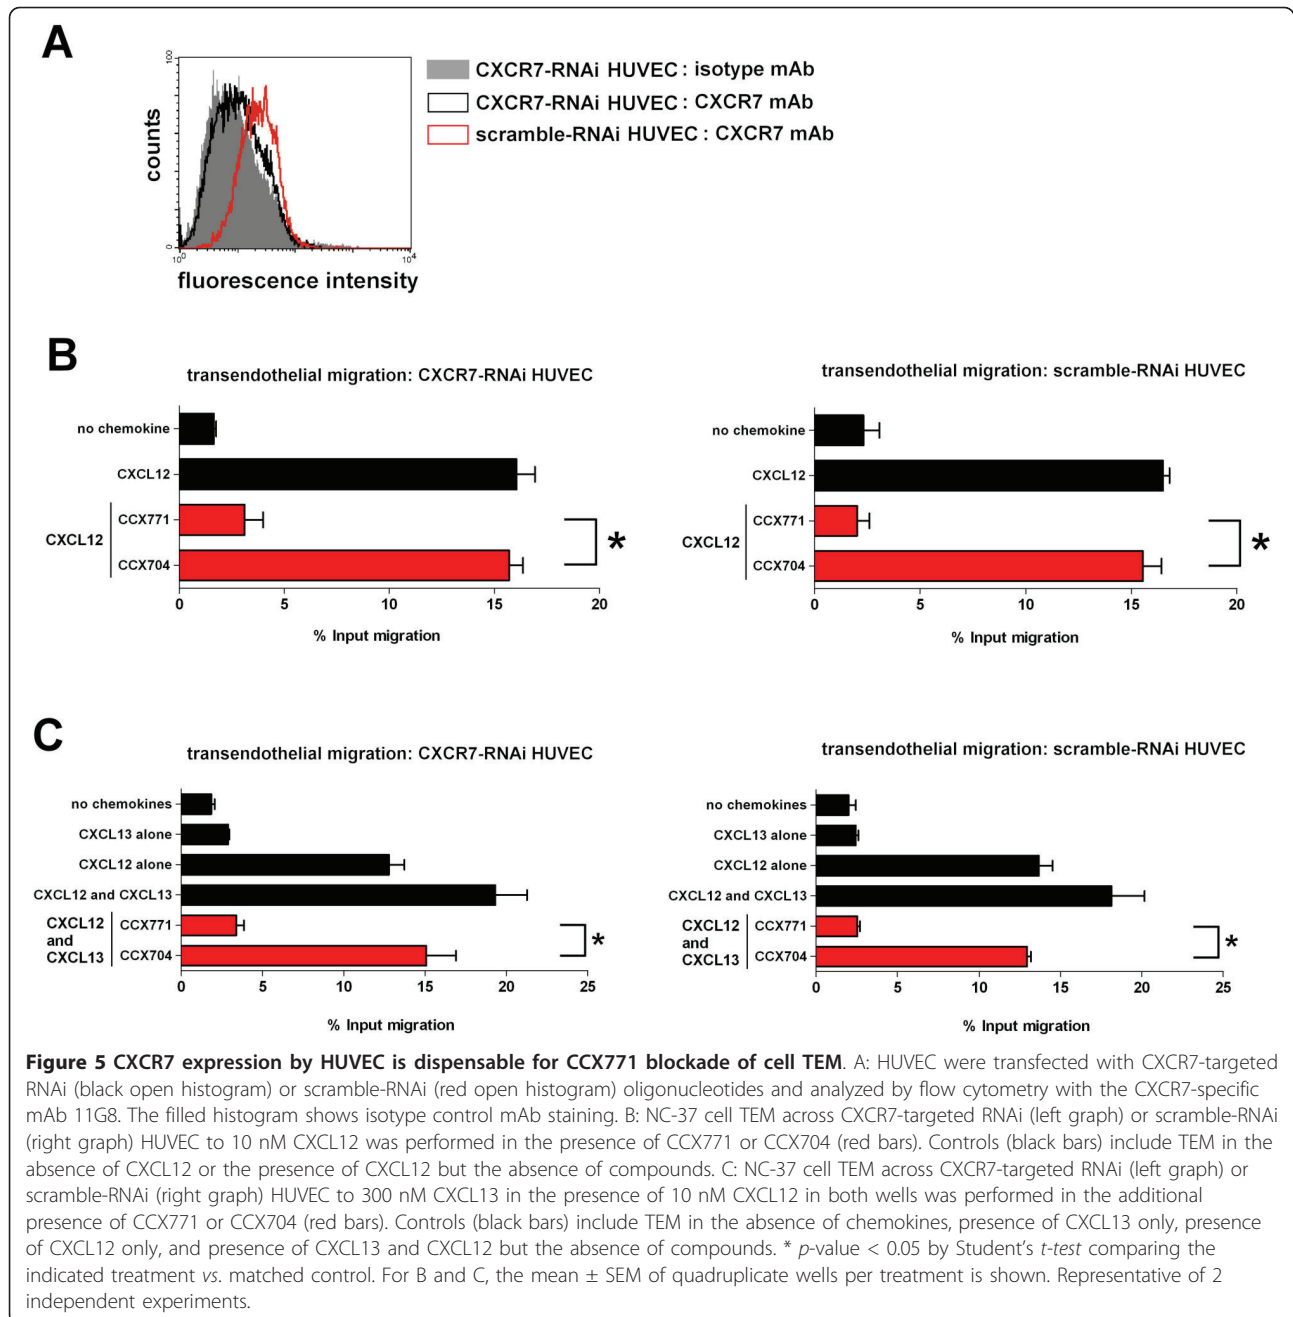 A
100
counts
0
10^0
10^4
fluorescence intensity
CXCR7-RNAi HUVEC : isotype mAb
CXCR7-RNAi HUVEC : CXCR7 mAb
scramble-RNAi HUVEC : CXCR7 mAb
B
transendothelial migration: CXCR7-RNAi HUVEC
no chemokine
CXCL12
CXCL12
CCX771
CCX704
*
0 5 10 15 20
% Input migration
transendothelial migration: scramble-RNAi HUVEC
no chemokine
CXCL12
CXCL12
CCX771
CCX704
*
0 5 10 15 20
% Input migration
C
transendothelial migration: CXCR7-RNAi HUVEC
no chemokines
CXCL13 alone
CXCL12 alone
CXCL12 and CXCL13
CXCL12
and
CXCL13
CCX771
CCX704
*
0 5 10 15 20 25
% Input migration
transendothelial migration: scramble-RNAi HUVEC
no chemokines
CXCL13 alone
CXCL12 alone
CXCL12 and CXCL13
CXCL12
and
CXCL13
CCX771
CCX704
*
0 5 10 15 20 25
% Input migration
Figure 5 CXCR7 expression by HUVEC is dispensable for CCX771 blockade of cell TEM. A: HUVEC were transfected with CXCR7-targeted
RNAi (black open histogram) or scramble-RNAi (red open histogram) oligonucleotides and analyzed by flow cytometry with the CXCR7-specific
mAb 11G8. The filled histogram shows isotype control mAb staining. B: NC-37 cell TEM across CXCR7-targeted RNAi (left graph) or scramble-RNAi
(right graph) HUVEC to 10 nM CXCL12 was performed in the presence of CCX771 or CCX704 (red bars). Controls (black bars) include TEM in the
absence of CXCL12 or the presence of CXCL12 but the absence of compounds. C: NC-37 cell TEM across CXCR7-targeted RNAi (left graph) or
scramble-RNAi (right graph) HUVEC to 300 nM CXCL13 in the presence of 10 nM CXCL12 in both wells was performed in the additional
presence of CCX771 or CCX704 (red bars). Controls (black bars) include TEM in the absence of chemokines, presence of CXCL13 only, presence
of CXCL12 only, and presence of CXCL13 and CXCL12 but the absence of compounds. * p-value < 0.05 by Student's t-test comparing the
indicated treatment vs. matched control. For B and C, the mean ± SEM of quadruplicate wells per treatment is shown. Representative of 2
independent experiments.